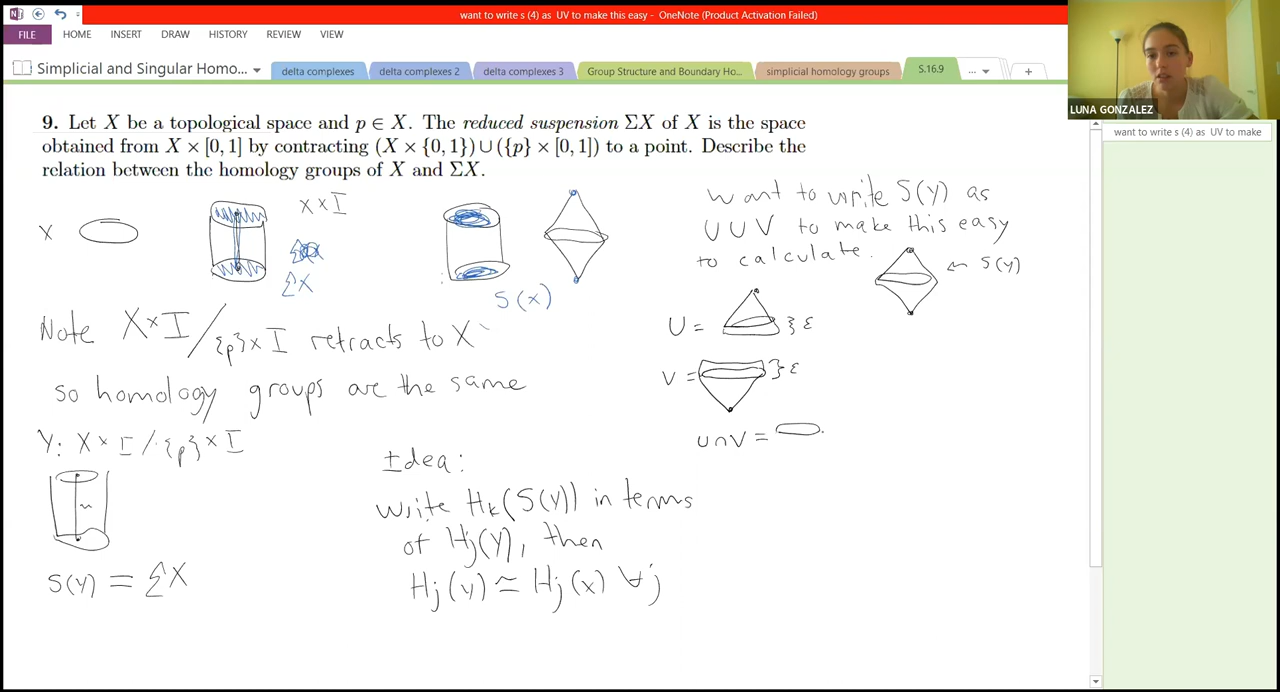 want to write s (4) as UV to make this easy - OneNote (Product Activation Failed)
FILE HOME INSERT DRAW HISTORY REVIEW VIEW
Simplicial and Singular Homo... delta complexes delta complexes 2 delta complexes 3 Group Structure and Boundary Ho... simplicial homology groups 5.16.9 ...
LUNA GONZALEZ
want to write s (4) as UV to make
9. Let X be a topological space and p ∈ X. The reduced suspension ΣX of X is the space
obtained from X × [0, 1] by contracting (X × {0, 1}) ∪ ({p} × [0, 1]) to a point. Describe the
relation between the homology groups of X and ΣX.
X
X×I
ΣX
S(X)
Note X×I/{p}×I retracts to X
so homology groups are the same
Y: X×I/{p}×I
S(Y) = ΣX
Idea:
Write Hk(S(Y)) in terms
of Hj(Y), then
Hj(Y) ≃ Hj(X) ∀j
Want to write S(Y) as
U∪V to make this easy
to calculate.
← S(Y)
U = } ε
V = } ε
U∩V =